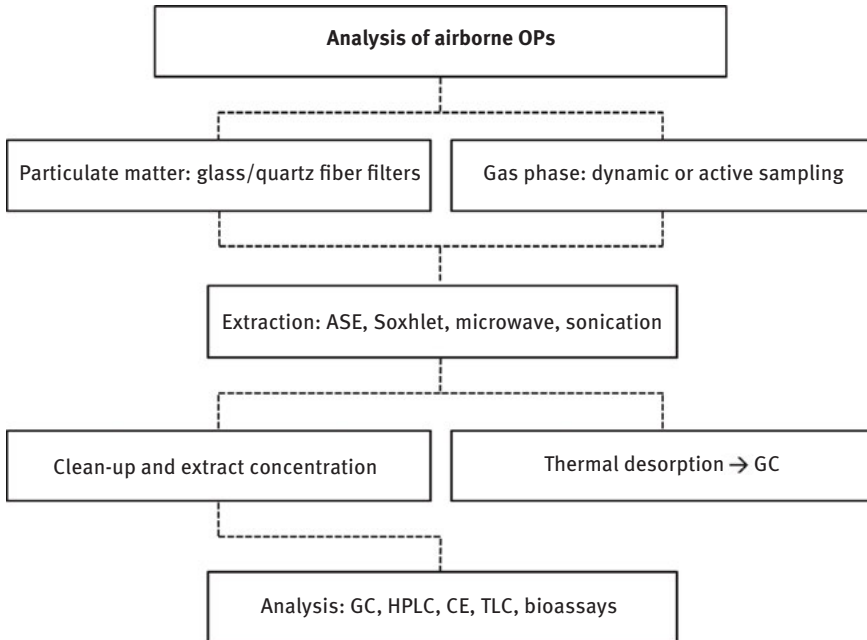 Analysis of airborne OPs
Particulate matter: glass/quartz fiber filters
Gas phase: dynamic or active sampling
Extraction: ASE, Soxhlet, microwave, sonication
Clean-up and extract concentration
Thermal desorption → GC
Analysis: GC, HPLC, CE, TLC, bioassays